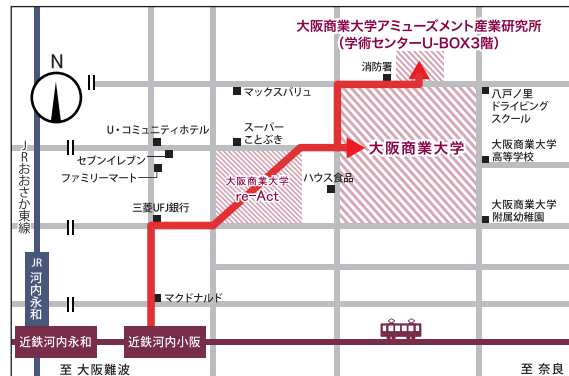 大阪商業大学アミューズメント産業研究所
（学術センターU-BOX3階）
N
消防署
マックスバリュ
八戸ノ里
ドライビング
スクール
U・コミュニティホテル
スーパー
ことぶき
セブンイレブン
ファミリーマート
大阪商業大学
大阪商業大学
高等学校
JRおおさか東線
大阪商業大学
re-Act
ハウス食品
三菱UFJ銀行
大阪商業大学
附属幼稚園
JR
河内永和
マクドナルド
近鉄河内永和
近鉄河内小阪
至 大阪難波
至 奈良